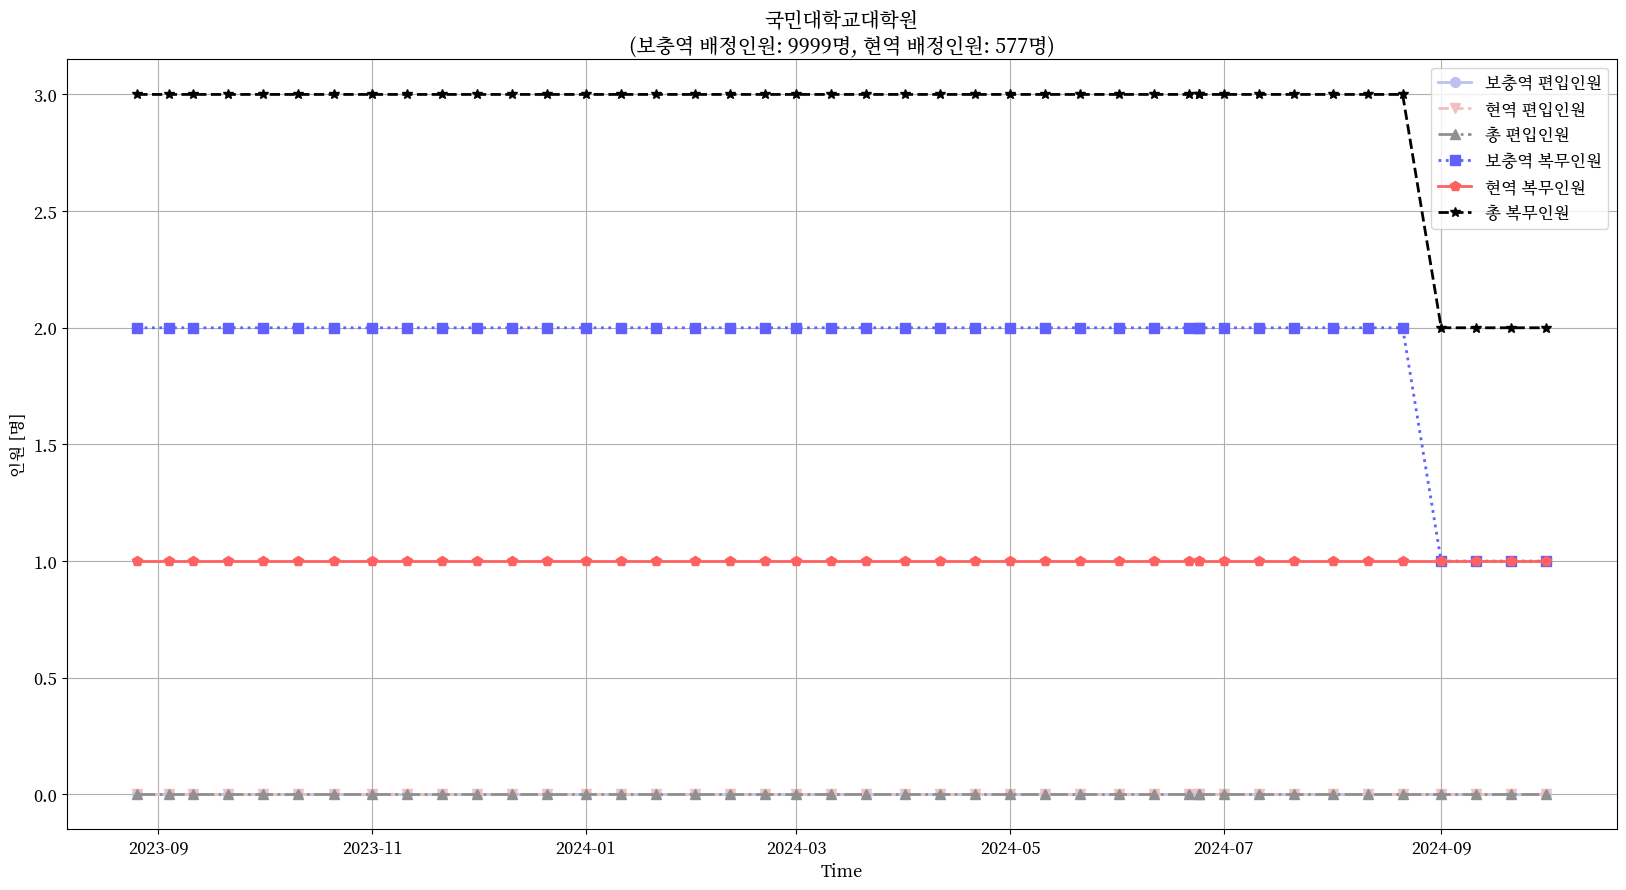 국민대학교대학원
(보충역 배정인원: 9999명, 현역 배정인원: 577명)
보충역 편입인원
현역 편입인원
총 편입인원
보충역 복무인원
현역 복무인원
총 복무인원
인원 [명]
3.0
2.5
2.0
1.5
1.0
0.5
0.0
2023-09
2023-11
2024-01
2024-03
2024-05
2024-07
2024-09
Time